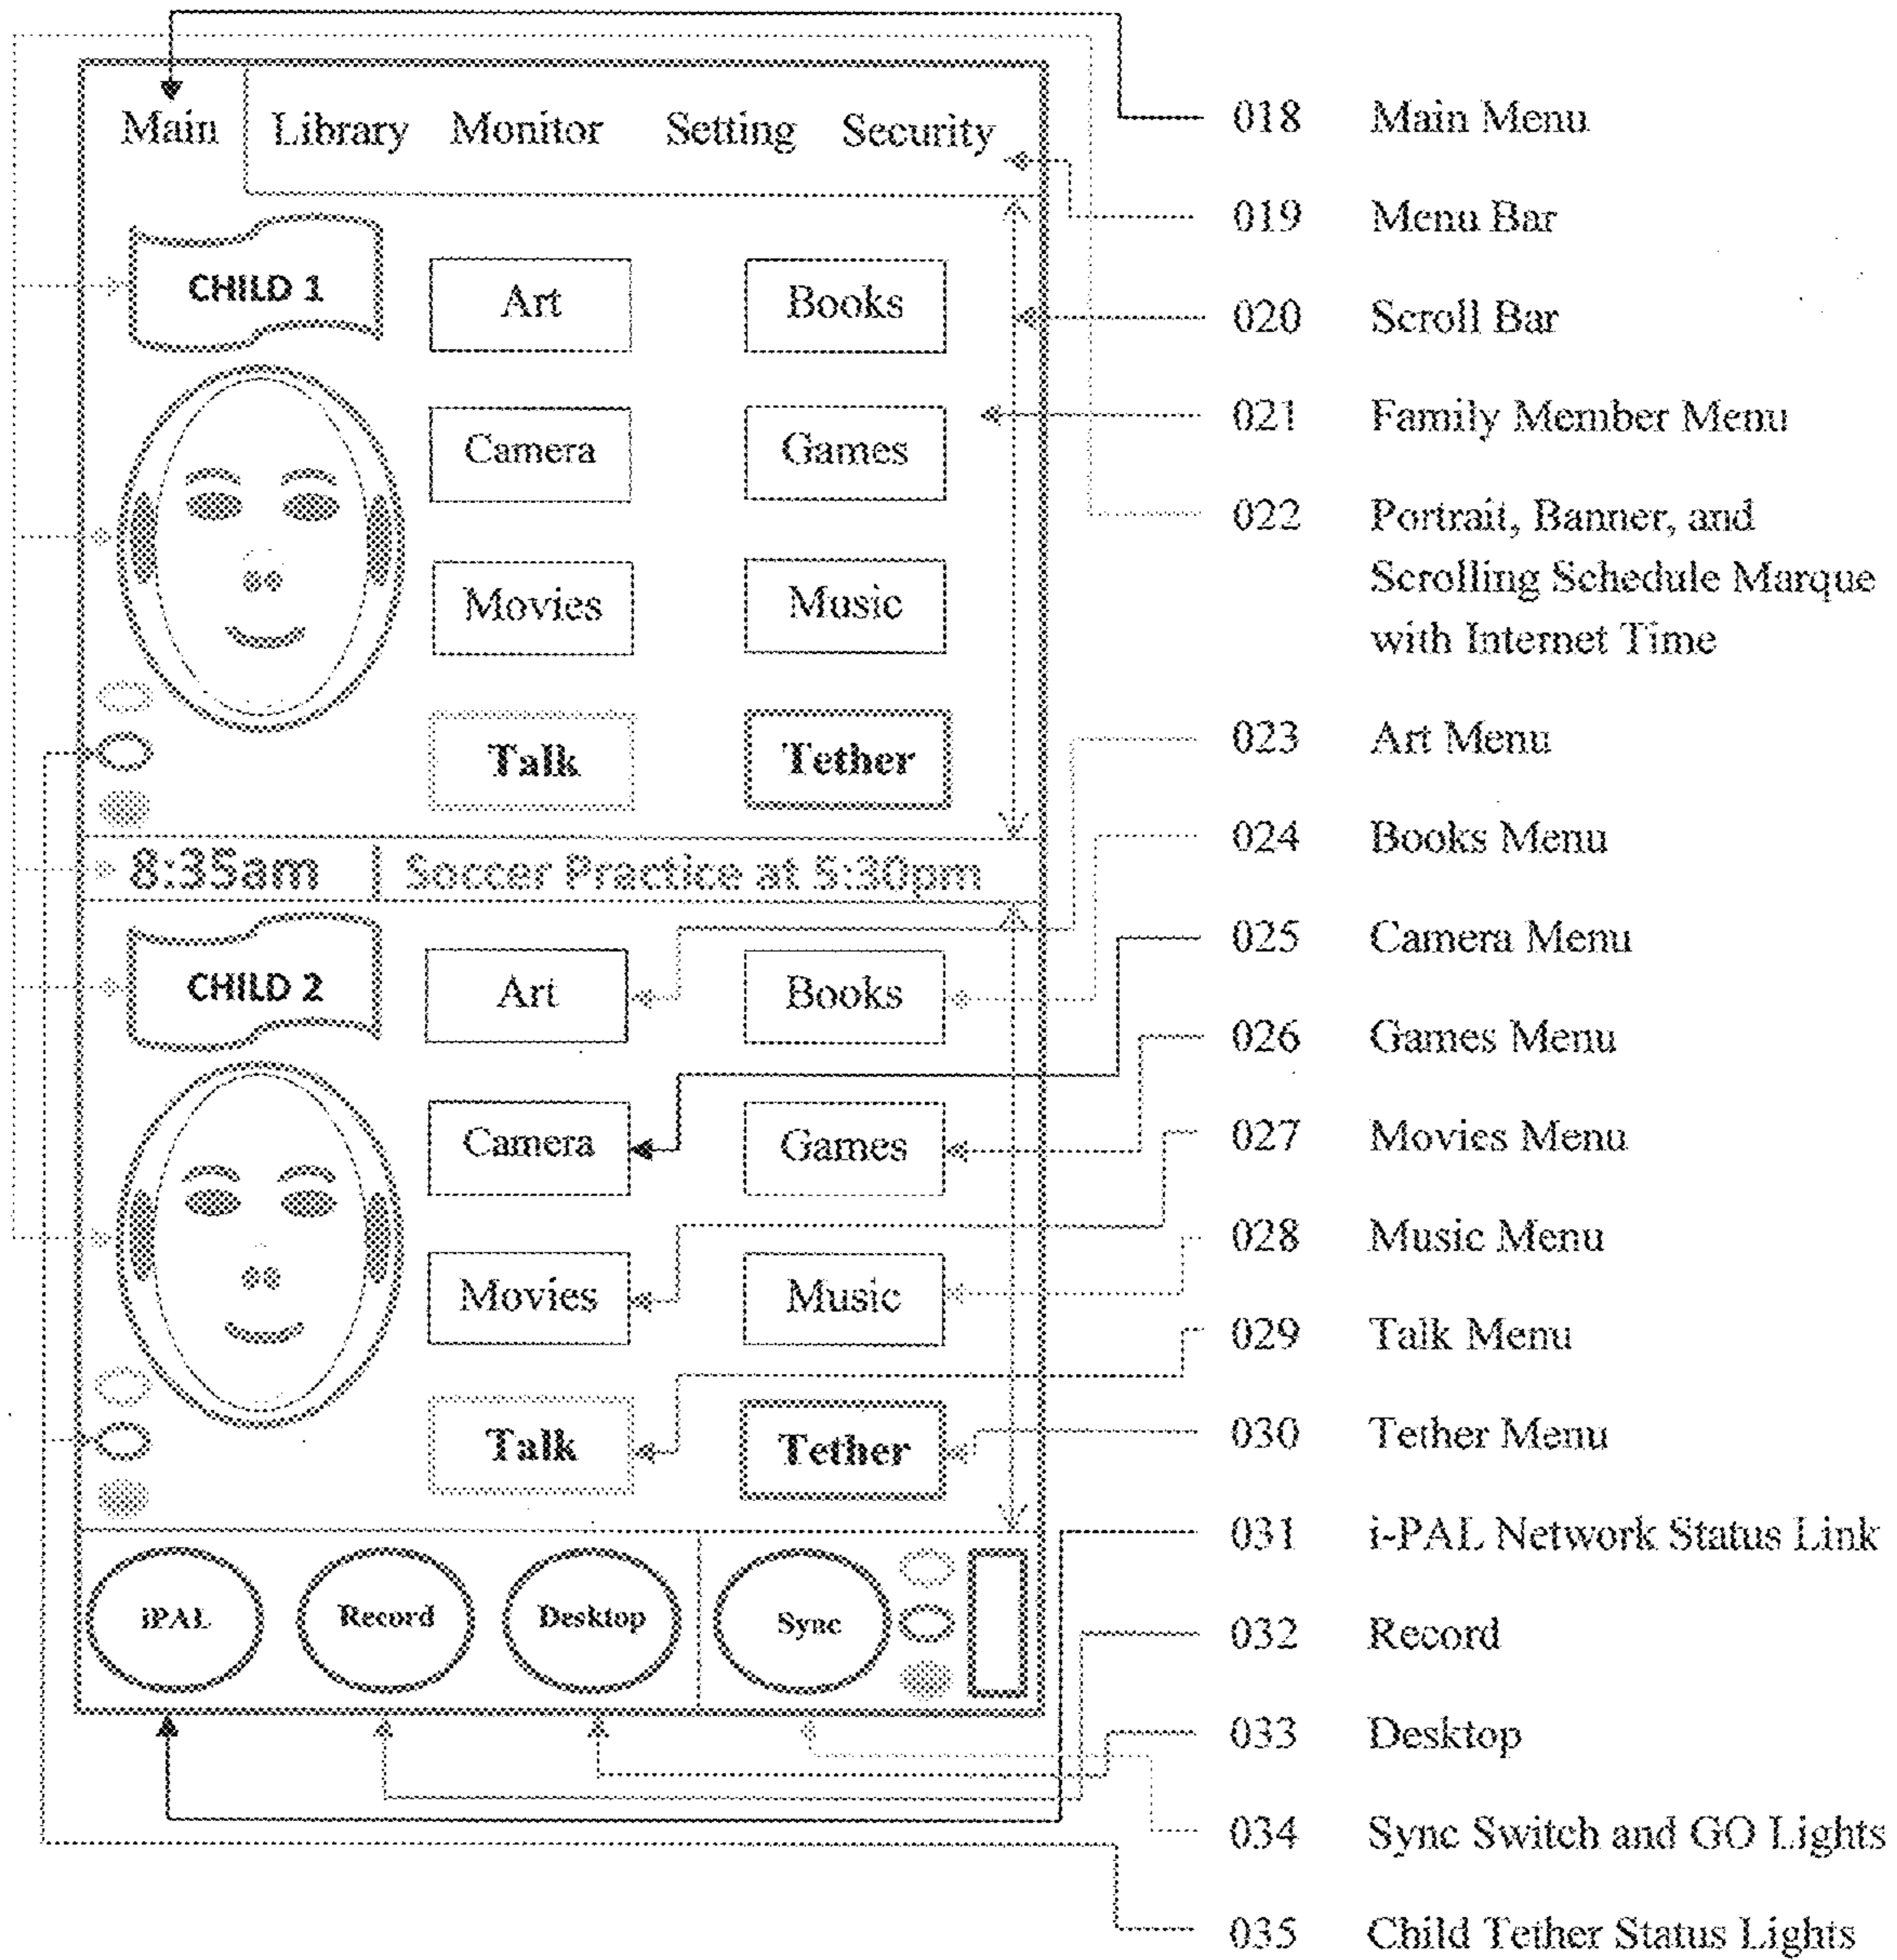 Main Library Monitor Setting Security
CHILD 1
Art Books
Camera Games
Movies Music
Talk Tether
8:35am Soccer Practice at 5:30pm
CHILD 2
Art Books
Camera Games
Movies Music
Talk Tether
iPAL Record Desktop Sync
018 Main Menu
019 Menu Bar
020 Scroll Bar
021 Family Member Menu
022 Portrait, Banner, and
Scrolling Schedule Marque
with Internet Time
023 Art Menu
024 Books Menu
025 Camera Menu
026 Games Menu
027 Movies Menu
028 Music Menu
029 Talk Menu
030 Tether Menu
031 i-PAL Network Status Link
032 Record
033 Desktop
034 Sync Switch and GO Lights
035 Child Tether Status Lights